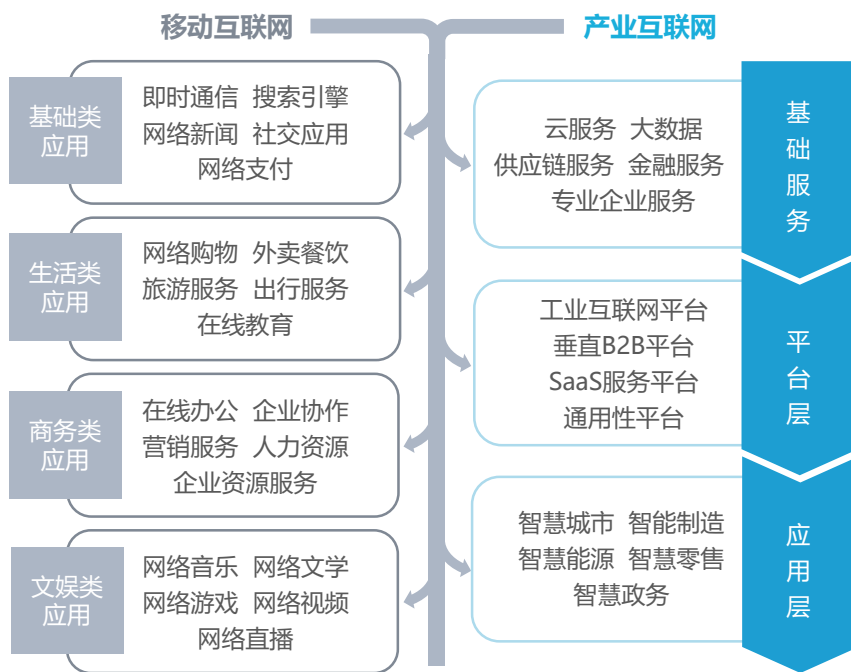 移动互联网
基础类
应用
即时通信 搜索引擎
网络新闻 社交应用
网络支付
生活类
应用
网络购物 外卖餐饮
旅游服务 出行服务
在线教育
商务类
应用
在线办公 企业协作
营销服务 人力资源
企业资源服务
文娱类
应用
网络音乐 网络文学
网络游戏 网络视频
网络直播
产业互联网
云服务 大数据
供应链服务 金融服务
专业企业服务
基础服务
工业互联网平台
垂直B2B平台
SaaS服务平台
通用性平台
平台层
智慧城市 智能制造
智慧能源 智慧零售
智慧政务
应用层